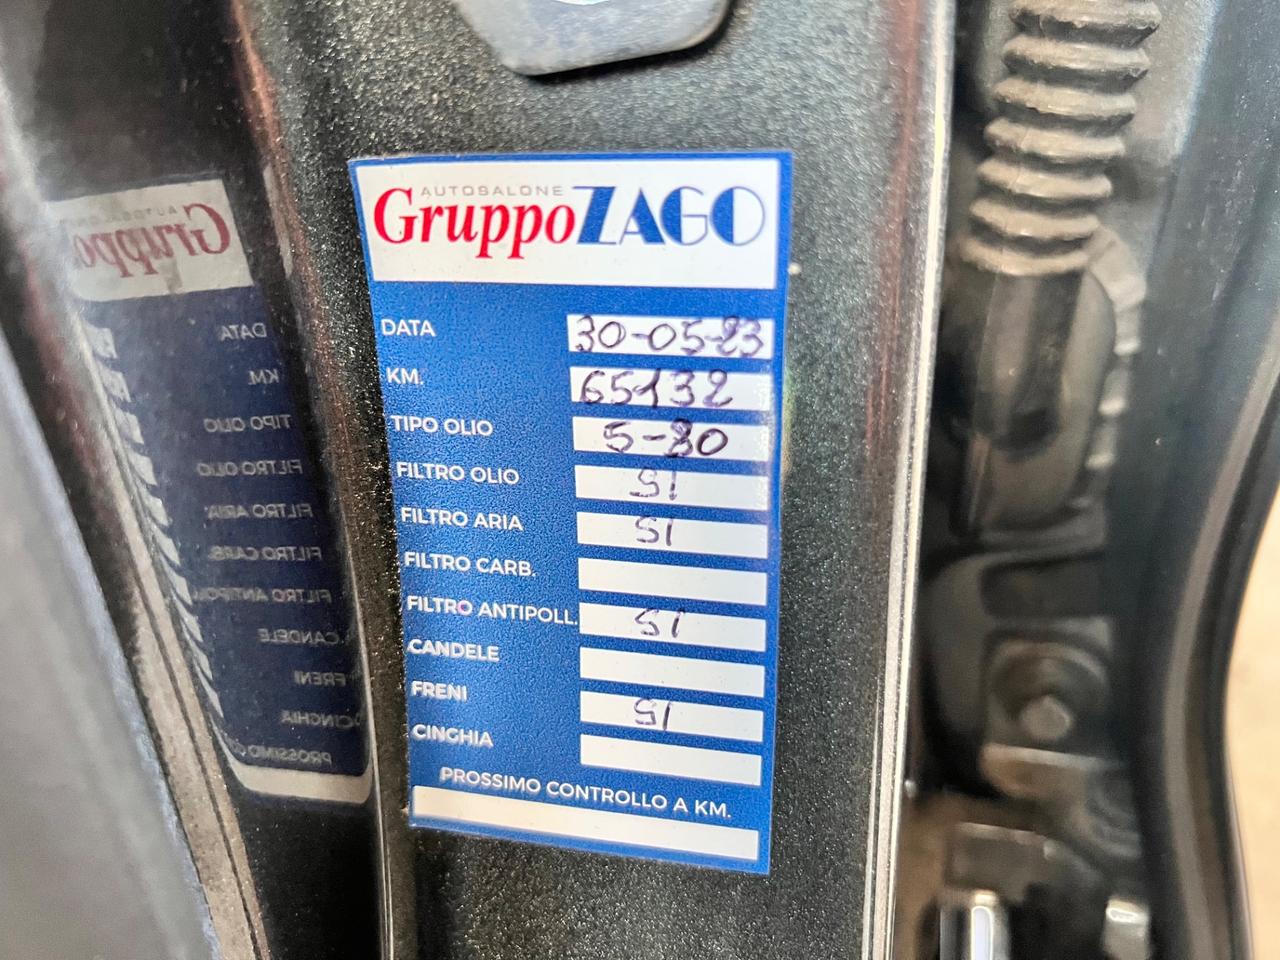 AUTOSALONE
GruppoZAGO
DATA 30-05-23
KM. 65132
TIPO OLIO 5-30
FILTRO OLIO SI
FILTRO ARIA SI
FILTRO CARB.
FILTRO ANTIPOLL. SI
CANDELE
FRENI SI
CINGHIA
PROSSIMO CONTROLLO A KM.